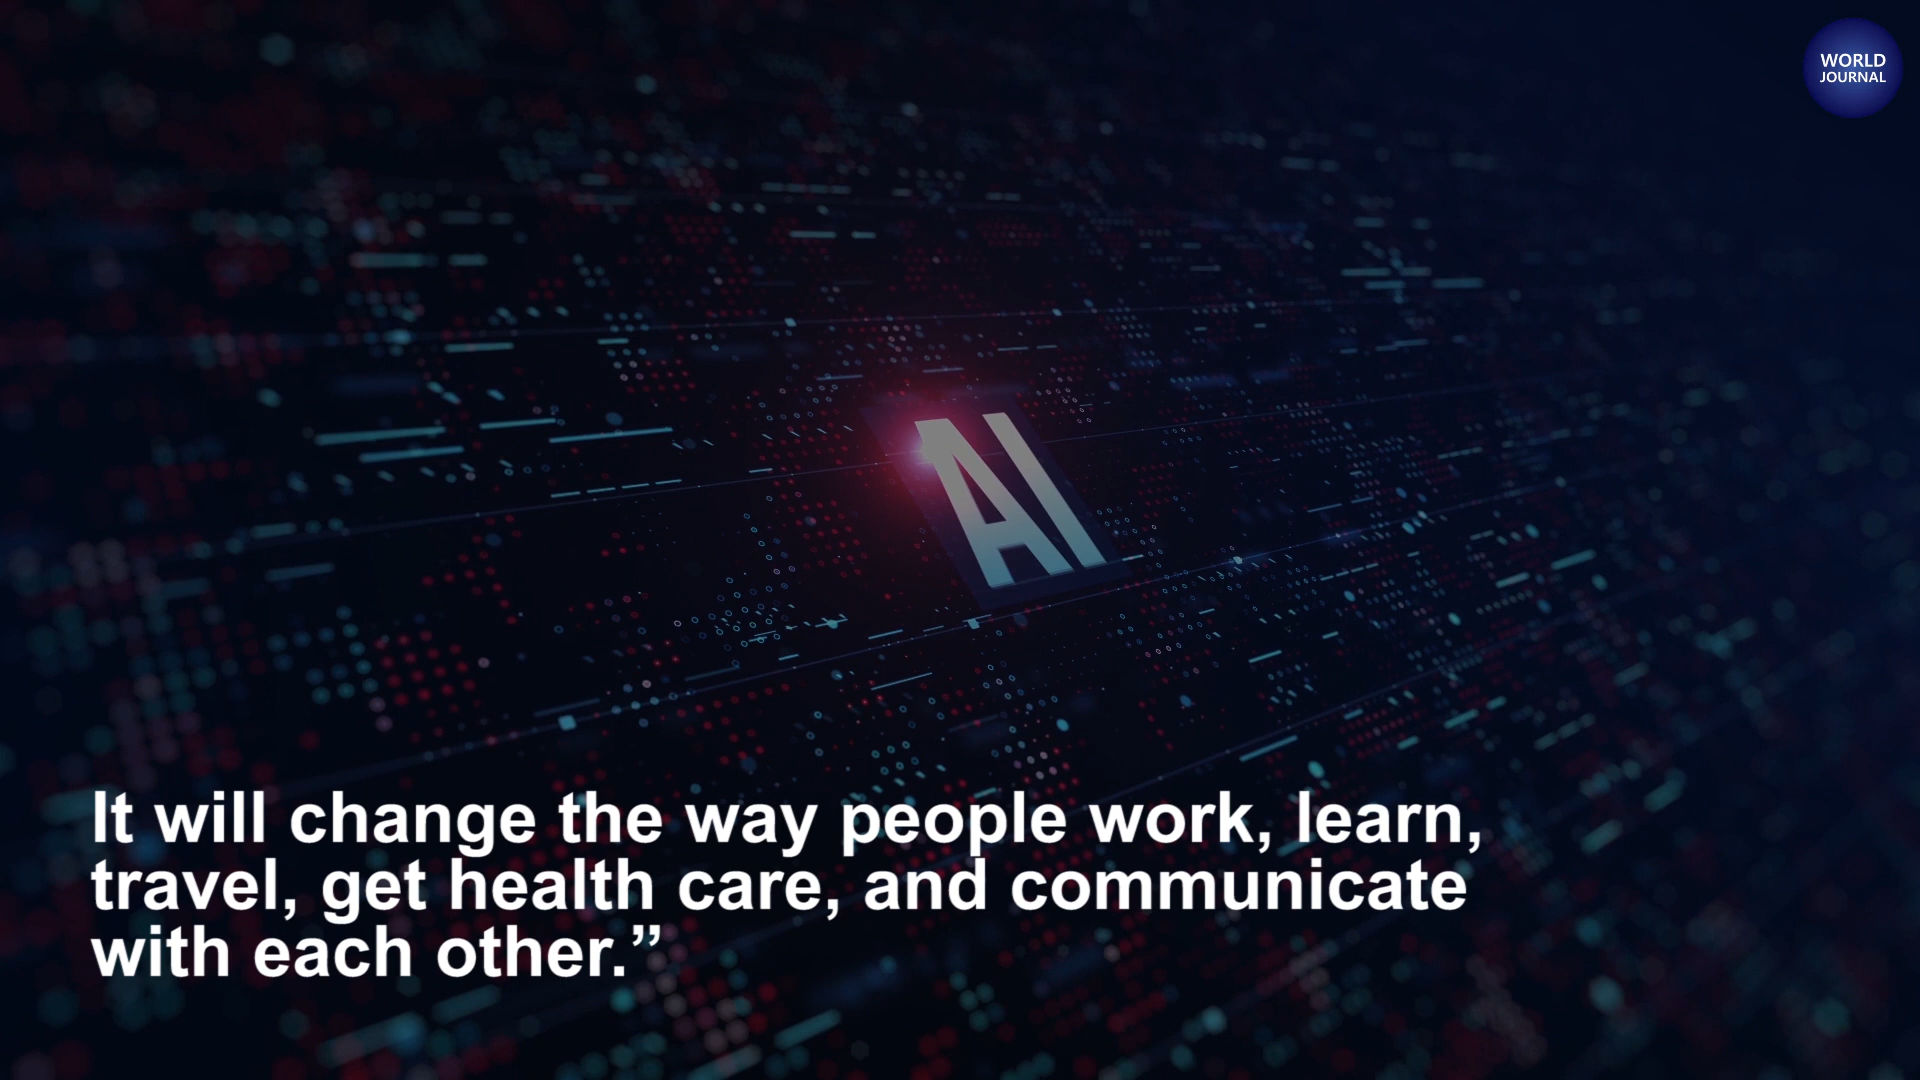 WORLD
JOURNAL
AI
It will change the way people work, learn,
travel, get health care, and communicate
with each other.”